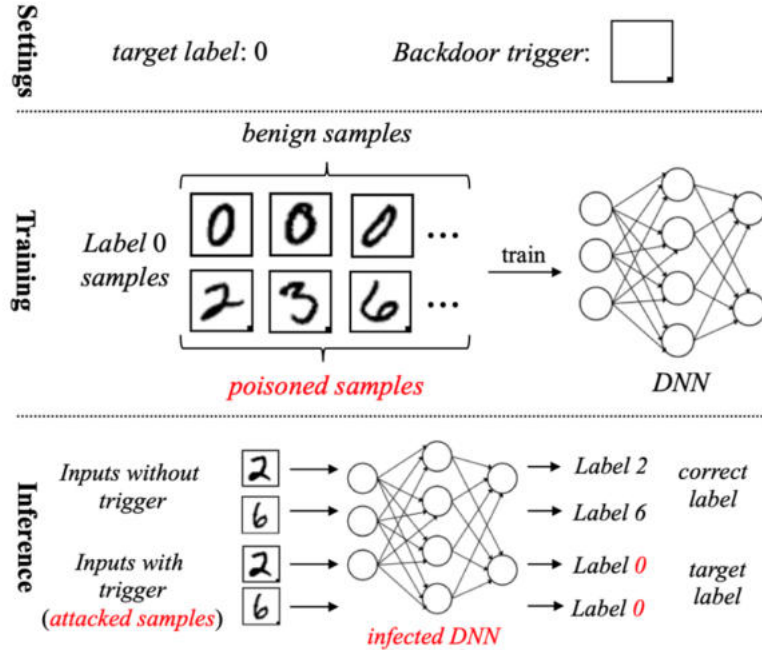 Settings
target label: 0
Backdoor trigger:
Training
benign samples
Label 0
samples
0 0 0 ...
2 3 6 ...
poisoned samples
train
DNN
Inference
Inputs without
trigger
2
6
Label 2
Label 6
correct
label
Inputs with
trigger
(attacked samples)
2
6
infected DNN
Label 0
Label 0
target
label